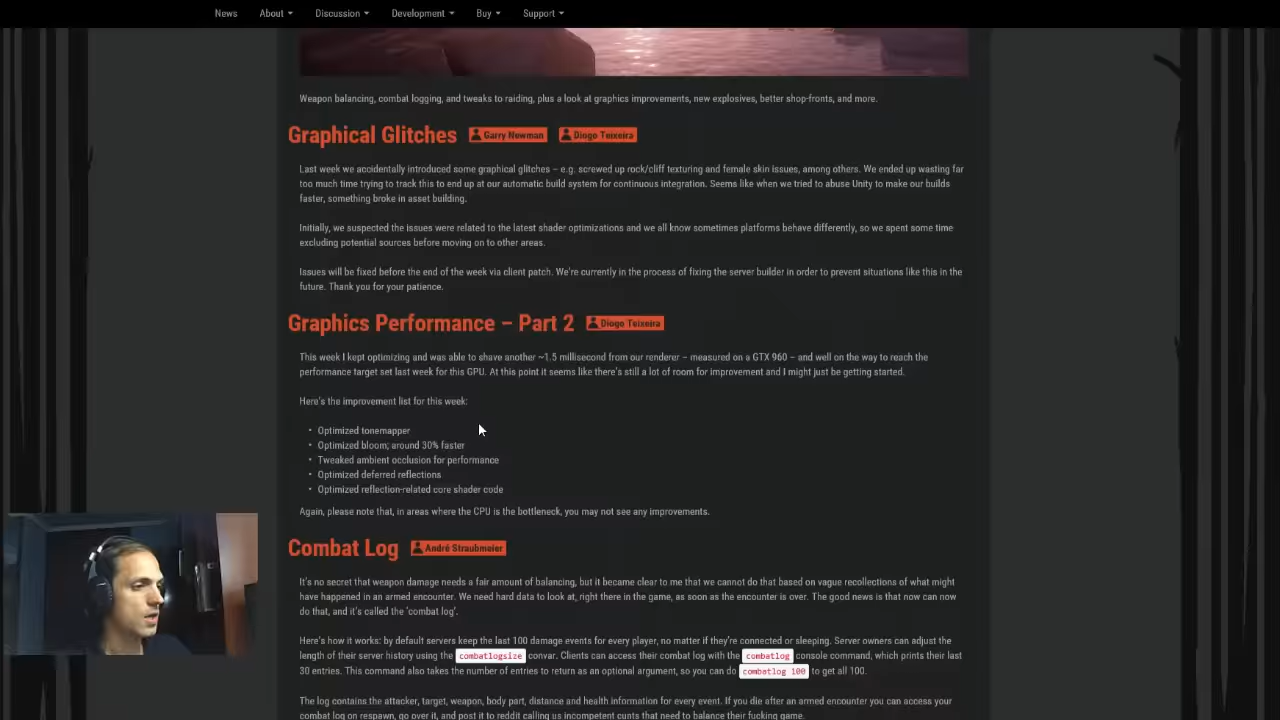 News About Discussion Development Buy Support
Weapon balancing, combat logging, and tweaks to raiding, plus a look at graphics improvements, new explosives, better shop-fronts, and more.
Graphical Glitches Garry Newman Diogo Teixeira
Last week we accidentally introduced some graphical glitches – e.g. screwed up rock/cliff texturing and female skin issues, among others. We ended up wasting far
too much time trying to track this to end up at our automatic build system for continuous integration. Seems like when we tried to abuse Unity to make our builds
faster, something broke in asset building.
Initially, we suspected the issues were related to the latest shader optimizations and we all know sometimes platforms behave differently, so we spent some time
excluding potential sources before moving on to other areas.
Issues will be fixed before the end of the week via client patch. We're currently in the process of fixing the server builder in order to prevent situations like this in the
future. Thank you for your patience.
Graphics Performance – Part 2 Diogo Teixeira
This week I kept optimizing and was able to shave another ~1.5 millisecond from our renderer – measured on a GTX 960 – and well on the way to reach the
performance target set last week for this GPU. At this point it seems like there's still a lot of room for improvement and I might just be getting started.
Here's the improvement list for this week:
• Optimized tonemapper
• Optimized bloom; around 30% faster
• Tweaked ambient occlusion for performance
• Optimized deferred reflections
• Optimized reflection-related core shader code
Again, please note that, in areas where the CPU is the bottleneck, you may not see any improvements.
Combat Log André Straubmeier
It's no secret that weapon damage needs a fair amount of balancing, but it became clear to me that we cannot do that based on vague recollections of what might
have happened in an armed encounter. We need hard data to look at, right there in the game, as soon as the encounter is over. The good news is that now can now
do that, and it's called the 'combat log'.
Here's how it works: by default servers keep the last 100 damage events for every player, no matter if they're connected or sleeping. Server owners can adjust the
length of their server history using the combatlogsize convar. Clients can access their combat log with the combatlog console command, which prints their last
30 entries. This command also takes the number of entries to return as an optional argument, so you can do combatlog 100 to get all 100.
The log contains the attacker, target, weapon, body part, distance and health information for every event. If you die after an armed encounter you can access your
combat log on respawn, go over it, and post it to reddit calling us incompetent cunts that need to balance their fucking game.